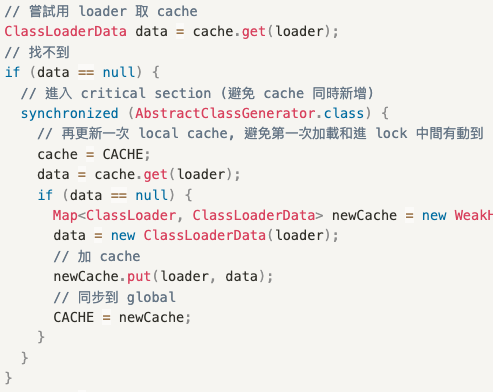 // 嘗試用 loader 取 cache
ClassLoaderData data = cache.get(loader);
// 找不到
if (data == null) {
// 進入 critical section (避免 cache 同時新增)
synchronized (AbstractClassGenerator.class) {
// 再更新一次 local cache, 避免第一次加載和進 lock 中間有動到
cache = CACHE;
data = cache.get(loader);
if (data == null) {
Map<ClassLoader, ClassLoaderData> newCache = new WeakH
data = new ClassLoaderData(loader);
// 加 cache
newCache.put(loader, data);
// 同步到 global
CACHE = newCache;
}
}
}